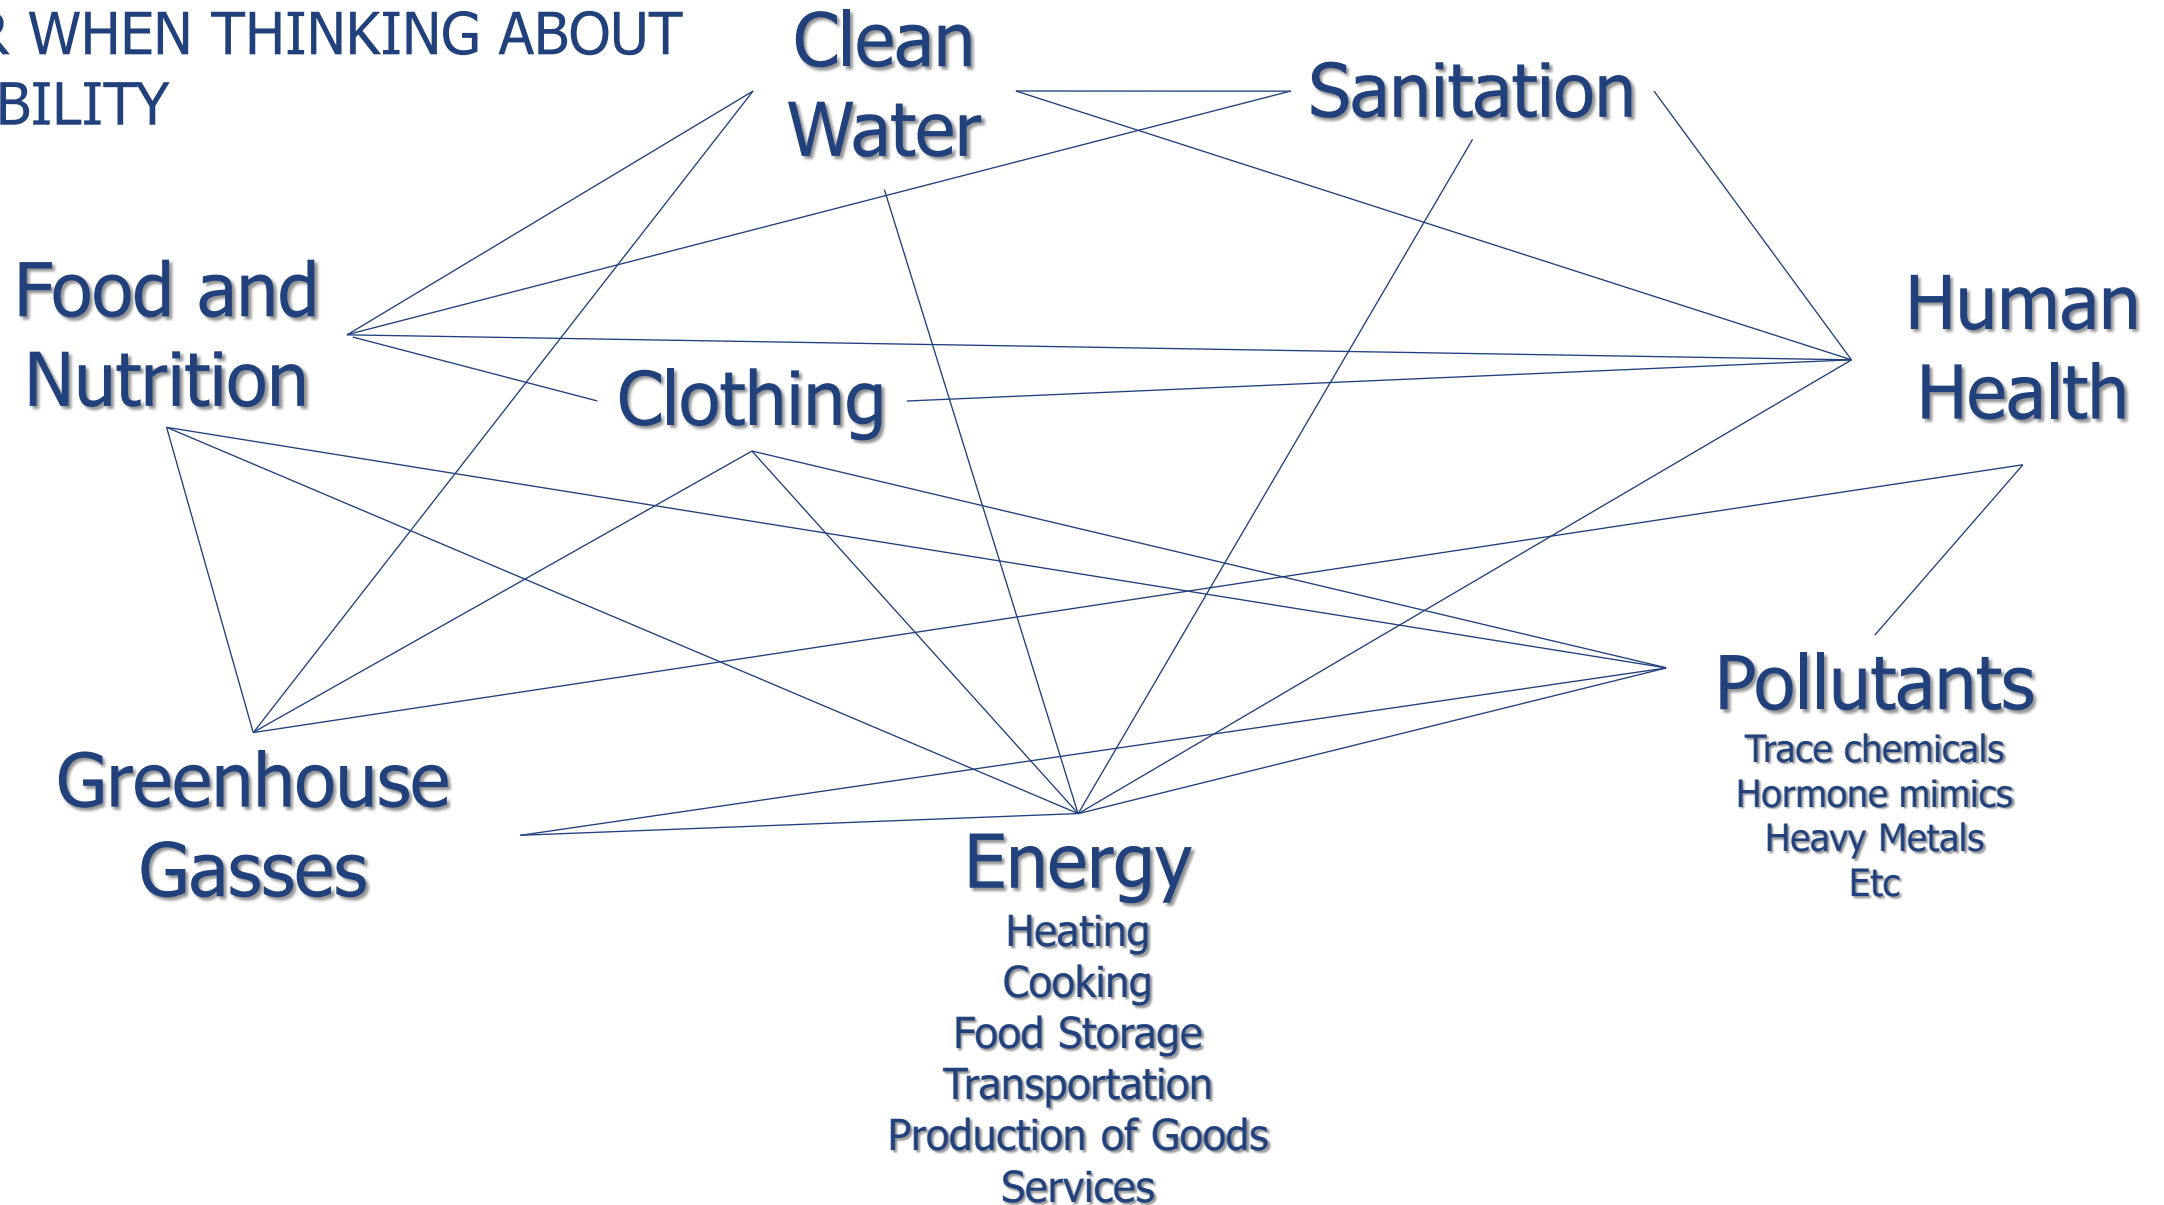 WHEN THINKING ABOUT
BILITY
Clean
Water
Sanitation
Food and
Nutrition
Human
Health
Clothing
Pollutants
Trace chemicals
Hormone mimics
Heavy Metals
Etc
Greenhouse
Gasses
Energy
Heating
Cooking
Food Storage
Transportation
Production of Goods
Services